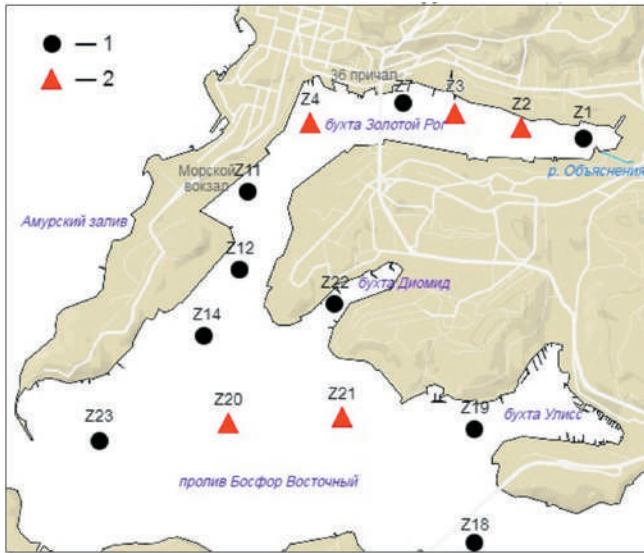 — 1
— 2
36 причал
Z4
Z7
Z3
Z2
Z1
бухта Золотой Рог
р. Объяснения
Морской
вокзал
Z11
Амурский залив
Z12
Z22
бухта Диомид
Z14
Z20
Z21
Z19
Z23
бухта Улисс
пролив Босфор Восточный
Z18